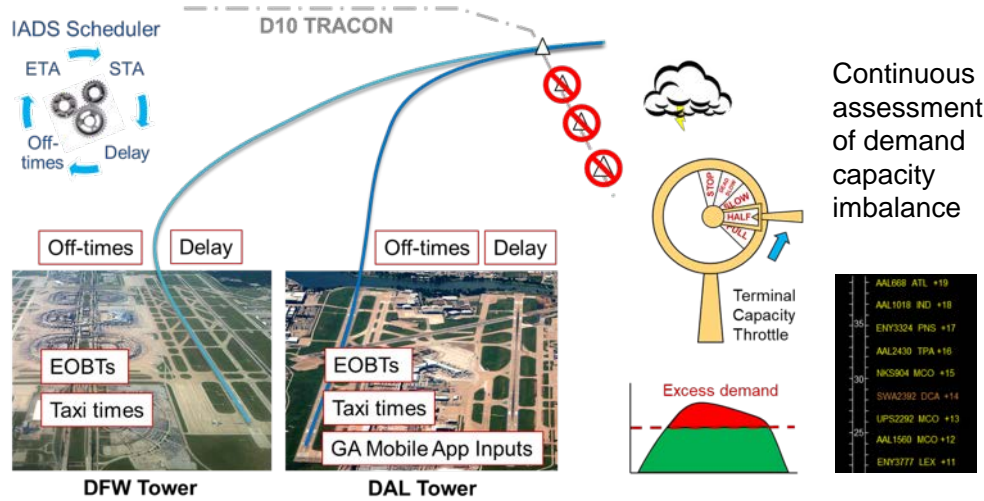 D10 TRACON
IADS Scheduler
ETA
STA
Off-
times
Delay
Off-times
Delay
Off-times
Delay
EOBTs
Taxi times
EOBTs
Taxi times
GA Mobile App Inputs
DFW Tower
DAL Tower
STOP
DEAD
SLOW
SLOW
HALF
FULL
Terminal
Capacity
Throttle
Excess demand
Continuous
assessment
of demand
capacity
imbalance
AAL668 ATL +19
AAL1018 IND +18
35
ENY3324 PNS +17
AAL2430 TPA +16
NKS904 MCO +15
30
SWA2392 DCA +14
UPS2292 MCO +13
25
AAL1560 MCO +12
ENY3777 LEX +11